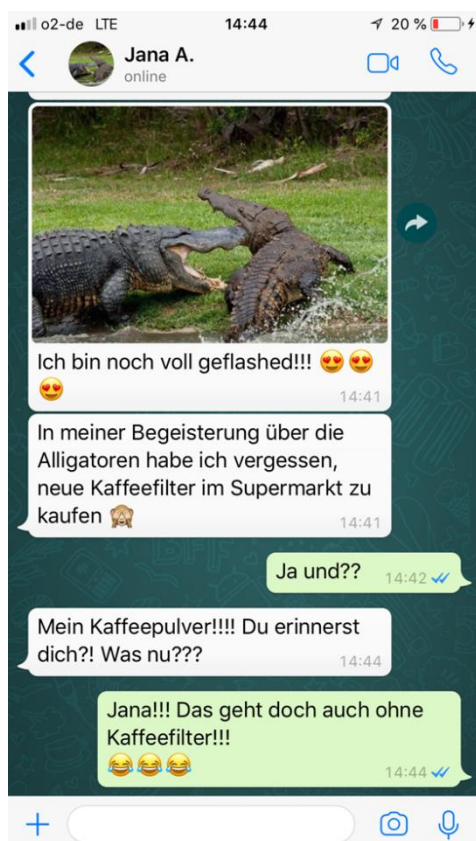 o2-de LTE 14:44 20 %
Jana A.
online
Ich bin noch voll geflashed!!! 😍 😍
😍 14:41
In meiner Begeisterung über die
Alligatoren habe ich vergessen,
neue Kaffeefilter im Supermarkt zu
kaufen 🙈 14:41
Ja und?? 14:42
Mein Kaffeepulver!!!! Du erinnerst
dich?! Was nu??? 14:44
Jana!!! Das geht doch auch ohne
Kaffeefilter!!!
😂😂😂 14:44